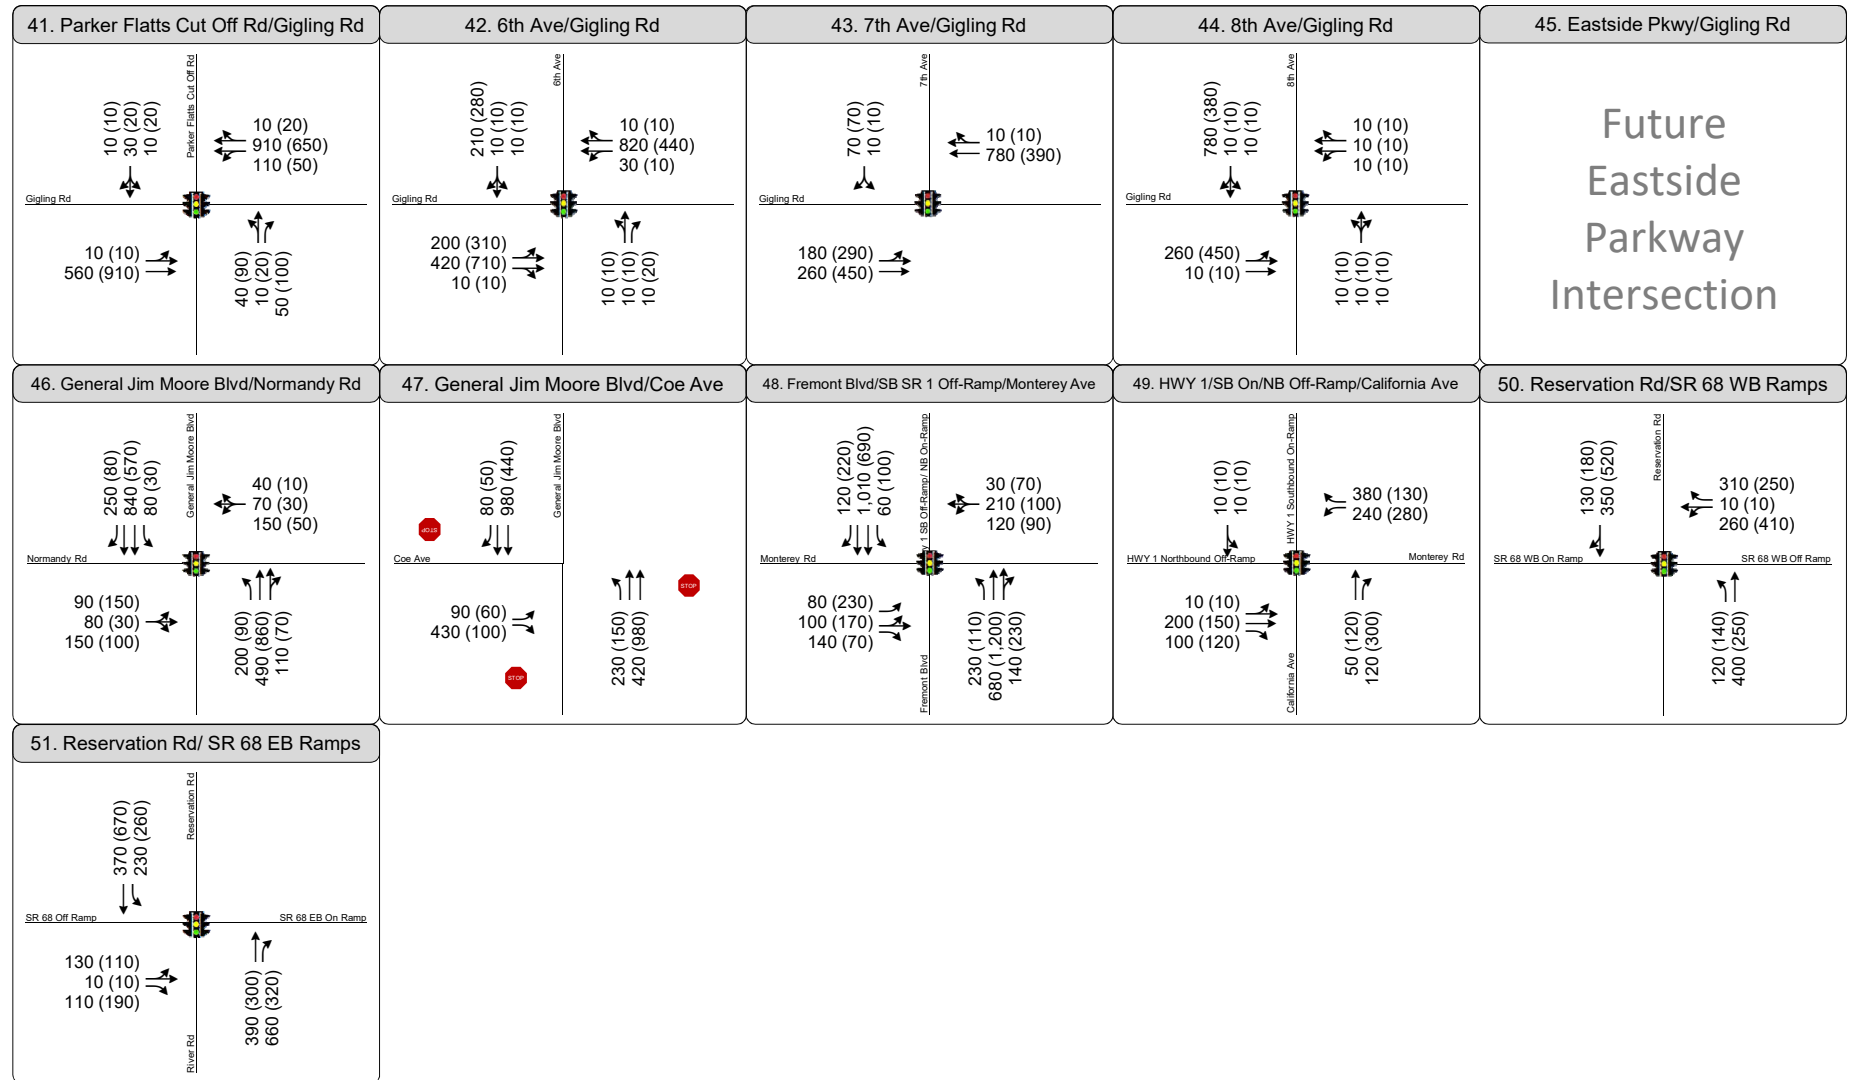 41. Parker Flatts Cut Off Rd/Gigling Rd
Parker Flatts Cut Off Rd
10 (10)
30 (20)
10 (20)
10 (20)
910 (650)
110 (50)
Gigling Rd
10 (10)
560 (910)
40 (90)
10 (20)
50 (100)
42. 6th Ave/Gigling Rd
6th Ave
210 (280)
10 (10)
10 (10)
10 (10)
820 (440)
30 (10)
Gigling Rd
200 (310)
420 (710)
10 (10)
10 (10)
10 (10)
10 (20)
43. 7th Ave/Gigling Rd
7th Ave
70 (70)
10 (10)
10 (10)
780 (390)
Gigling Rd
180 (290)
260 (450)
44. 8th Ave/Gigling Rd
8th Ave
780 (380)
10 (10)
10 (10)
10 (10)
10 (10)
10 (10)
Gigling Rd
260 (450)
10 (10)
10 (10)
10 (10)
10 (10)
45. Eastside Pkwy/Gigling Rd
Future
Eastside
Parkway
Intersection
46. General Jim Moore Blvd/Normandy Rd
General Jim Moore Blvd
250 (80)
840 (570)
80 (30)
40 (10)
70 (30)
150 (50)
Normandy Rd
90 (150)
80 (30)
150 (100)
200 (90)
490 (860)
110 (70)
47. General Jim Moore Blvd/Coe Ave
General Jim Moore Blvd
80 (50)
980 (440)
STOP
Coe Ave
STOP
90 (60)
430 (100)
230 (150)
420 (980)
STOP
48. Fremont Blvd/SB SR 1 Off-Ramp/Monterey Ave
y 1 SB Off-Ramp/ NB On-Ramp
120 (220)
1,010 (690)
60 (100)
30 (70)
210 (100)
120 (90)
Monterey Rd
80 (230)
100 (170)
140 (70)
Fremont Blvd
230 (110)
680 (1,200)
140 (230)
49. HWY 1/SB On/NB Off-Ramp/California Ave
HWY 1 Southbound On-Ramp
10 (10)
10 (10)
380 (130)
240 (280)
HWY 1 Northbound Off-Ramp
Monterey Rd
10 (10)
200 (150)
100 (120)
California Ave
50 (120)
120 (300)
50. Reservation Rd/SR 68 WB Ramps
Reservation Rd
130 (180)
350 (520)
310 (250)
10 (10)
260 (410)
SR 68 WB On Ramp
SR 68 WB Off Ramp
120 (140)
400 (250)
51. Reservation Rd/ SR 68 EB Ramps
Reservation Rd
370 (670)
230 (260)
SR 68 Off Ramp
SR 68 EB On Ramp
130 (110)
10 (10)
110 (190)
River Rd
390 (300)
660 (320)